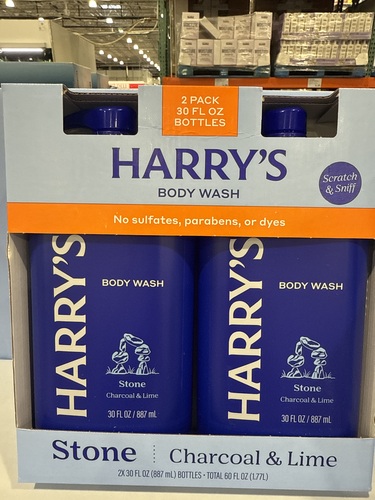 2 PACK
30 FL OZ
BOTTLES
HARRY'S
BODY WASH
Scratch
& Sniff
No sulfates, parabens, or dyes
HARRY'S
BODY WASH
Stone
Charcoal & Lime
30 FL OZ / 887 mL
HARRY'S
BODY WASH
Stone
Charcoal & Lime
30 FL OZ / 887 mL
Stone
Charcoal & Lime
2X 30 FL OZ (887 mL) BOTTLES • TOTAL 60 FL OZ (1.77L)